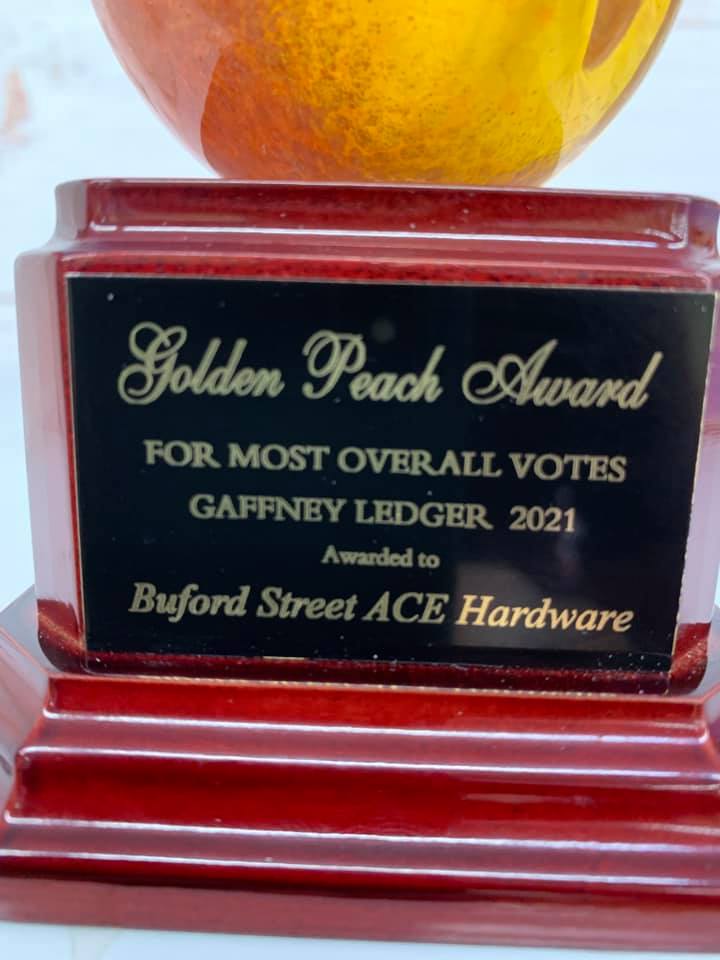 Golden Peach Award
FOR MOST OVERALL VOTES
GAFFNEY LEDGER 2021
Awarded to
Buford Street ACE Hardware